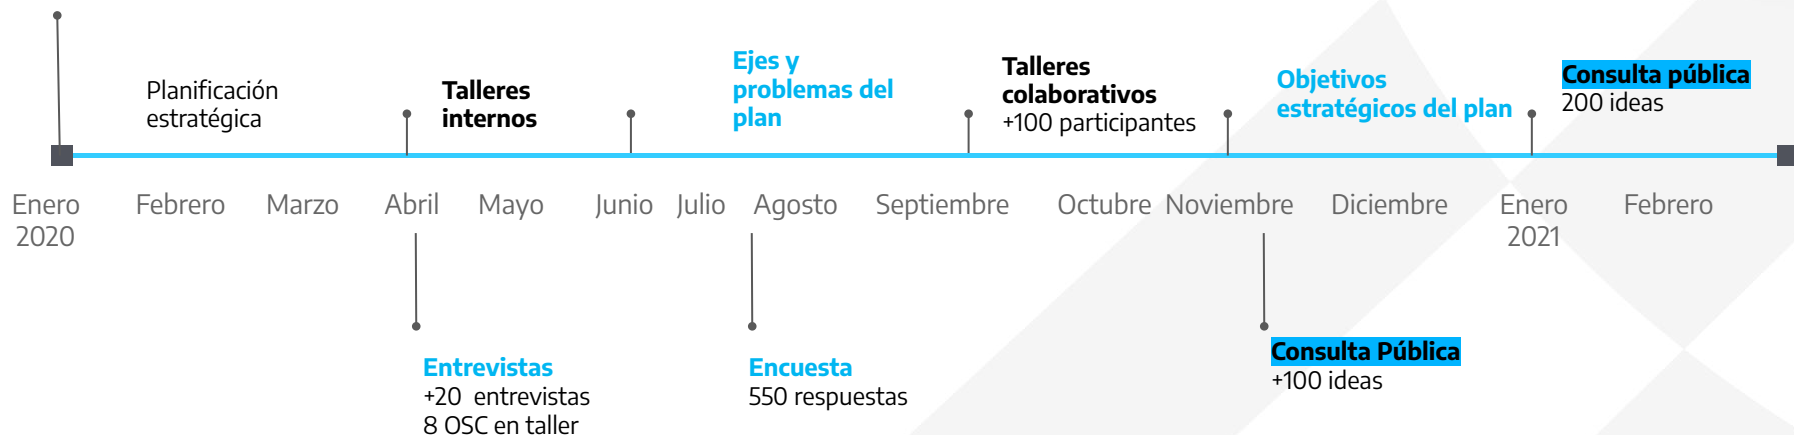 Planificación
estratégica
Talleres
internos
Ejes y
problemas del
plan
Talleres
colaborativos
+100 participantes
Objetivos
estratégicos del plan
Consulta pública
200 ideas
Enero
2020
Febrero
Marzo
Abril
Mayo
Junio
Julio
Agosto
Septiembre
Octubre
Noviembre
Diciembre
Enero
2021
Febrero
Entrevistas
+20 entrevistas
8 OSC en taller
Encuesta
550 respuestas
Consulta Pública
+100 ideas